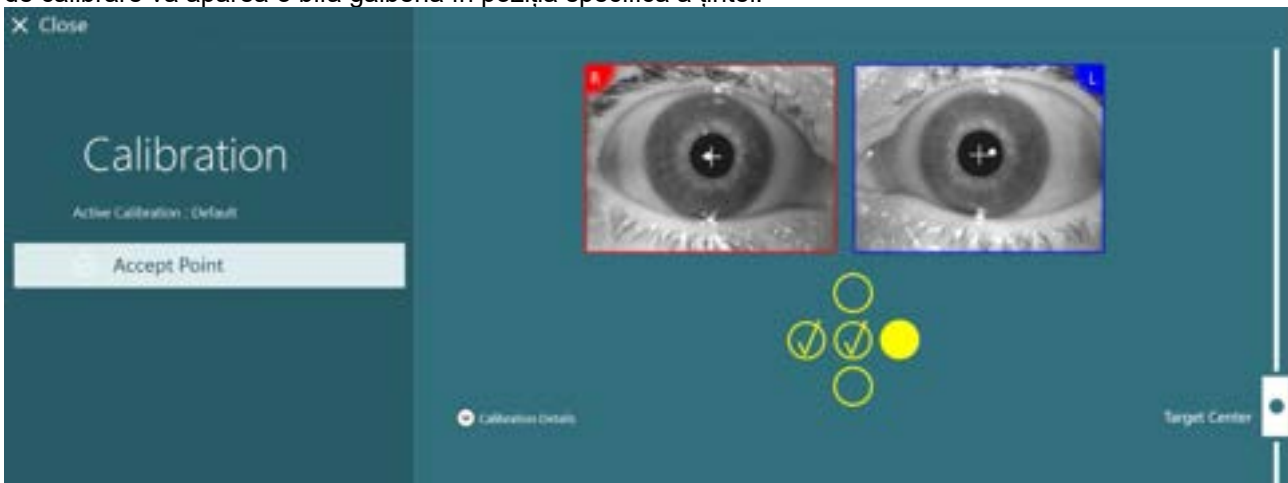 de calibrare va apărea o bilă galbenă în poziția specifică a țintei.
X Close
R
L
Calibration
Active Calibration : Default
Accept Point
Calibration Details
Target Center